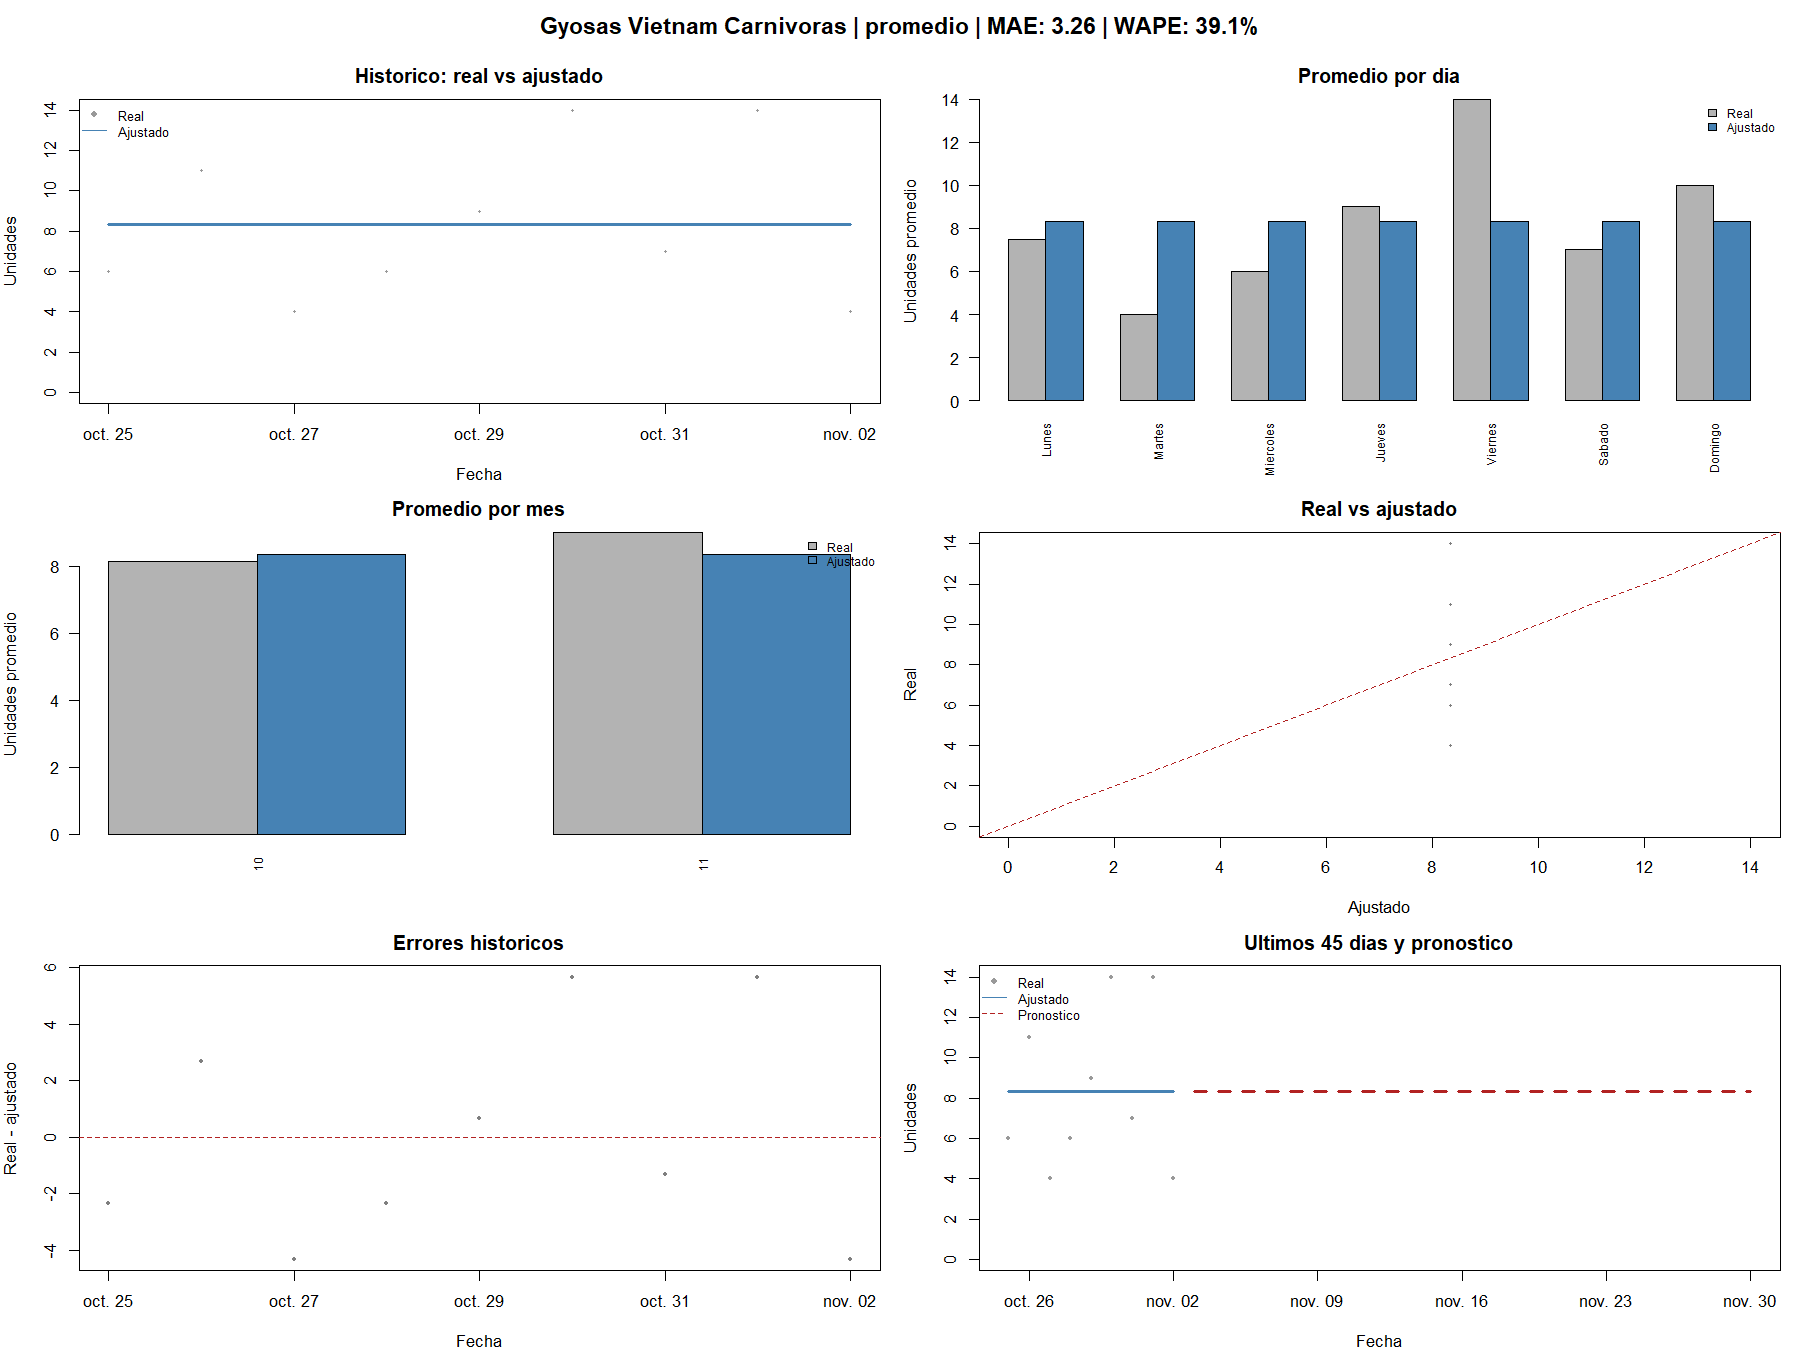 Gyosas Vietnam Carnivoras | promedio | MAE: 3.26 | WAPE: 39.1%
Historico: real vs ajustado
Real
Ajustado
Unidades
0 2 4 6 8 10 12 14
oct. 25 oct. 27 oct. 29 oct. 31 nov. 02
Fecha
Promedio por dia
Real
Ajustado
Unidades promedio
0 2 4 6 8 10 12 14
Lunes Martes Miercoles Jueves Viernes Sabado Domingo
Promedio por mes
Real
Ajustado
Unidades promedio
0 2 4 6 8
10 11
Real vs ajustado
Real
0 2 4 6 8 10 12 14
0 2 4 6 8 10 12 14
Ajustado
Errores historicos
Real - ajustado
-4 -2 0 2 4 6
oct. 25 oct. 27 oct. 29 oct. 31 nov. 02
Fecha
Ultimos 45 dias y pronostico
Real
Ajustado
Pronostico
Unidades
0 2 4 6 8 10 12 14
oct. 26 nov. 02 nov. 09 nov. 16 nov. 23 nov. 30
Fecha